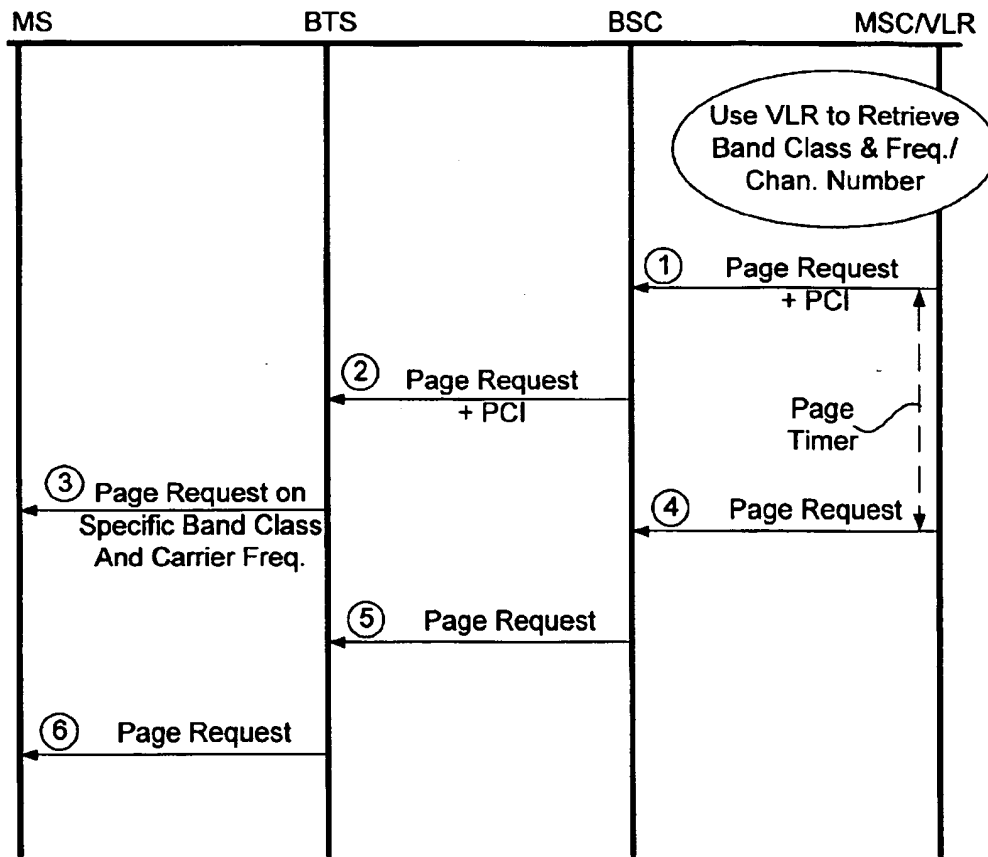 MS BTS BSC MSC/VLR
Use VLR to Retrieve
Band Class & Freq./
Chan. Number
1 Page Request
+ PCI
2 Page Request
+ PCI
Page
Timer
3 Page Request on
Specific Band Class
And Carrier Freq.
4 Page Request
5 Page Request
6 Page Request